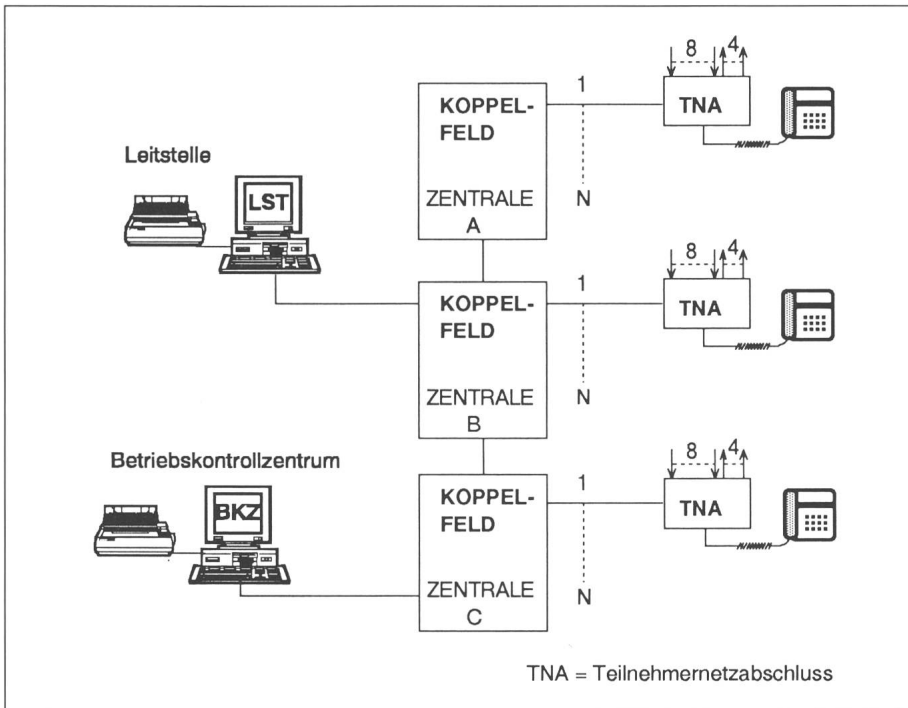 8 4
1
KOPPEL-
FELD
TNA
Leitstelle
LST
ZENTRALE
A
N
8 4
1
KOPPEL-
FELD
TNA
ZENTRALE
B
N
Betriebskontrollzentrum
8 4
1
KOPPEL-
FELD
TNA
BKZ
ZENTRALE
C
N
TNA = Teilnehmernetzabschluss